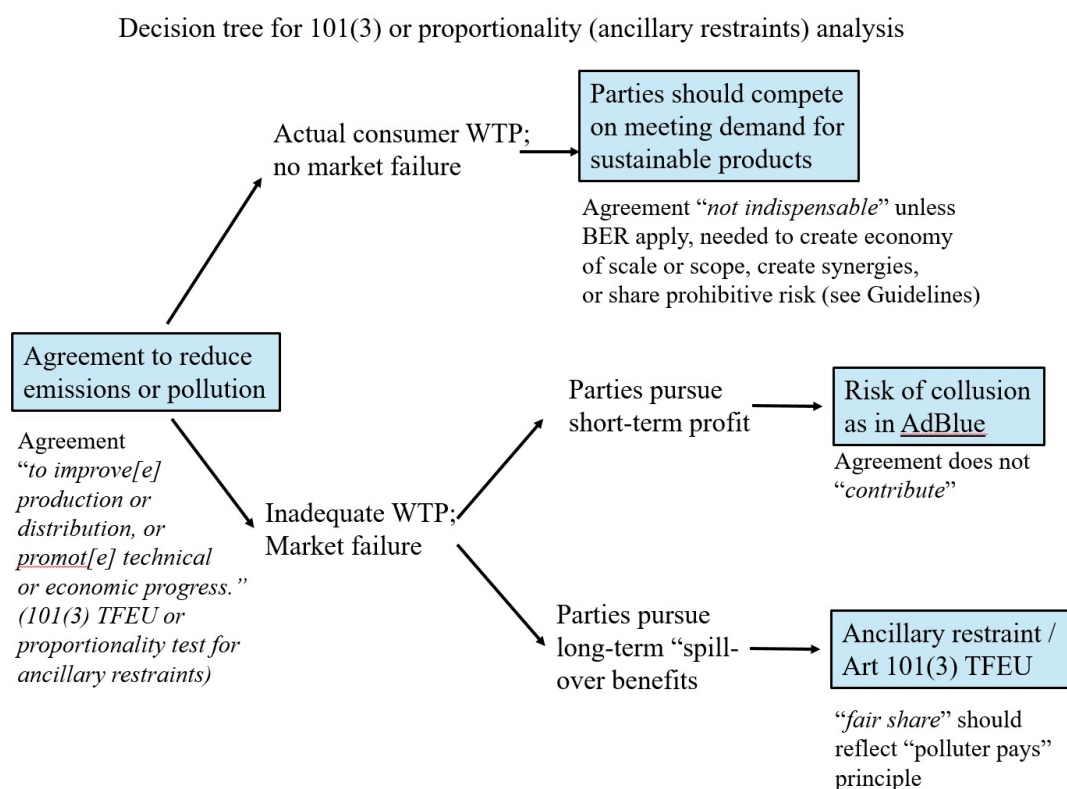 Decision tree for 101(3) or proportionality (ancillary restraints) analysis
Actual consumer WTP;
no market failure
Parties should compete
on meeting demand for
sustainable products
Agreement “not indispensable” unless
BER apply, needed to create economy
of scale or scope, create synergies,
or share prohibitive risk (see Guidelines)
Agreement to reduce
emissions or pollution
Agreement
“to improve[e]
production or
distribution, or
promot[e] technical
or economic progress.”
(101(3) TFEU or
proportionality test for
ancillary restraints)
Inadequate WTP;
Market failure
Parties pursue
short-term profit
Risk of collusion
as in AdBlue
Agreement does not
“contribute”
Parties pursue
long-term “spill-
over benefits
Ancillary restraint /
Art 101(3) TFEU
“fair share” should
reflect “polluter pays”
principle